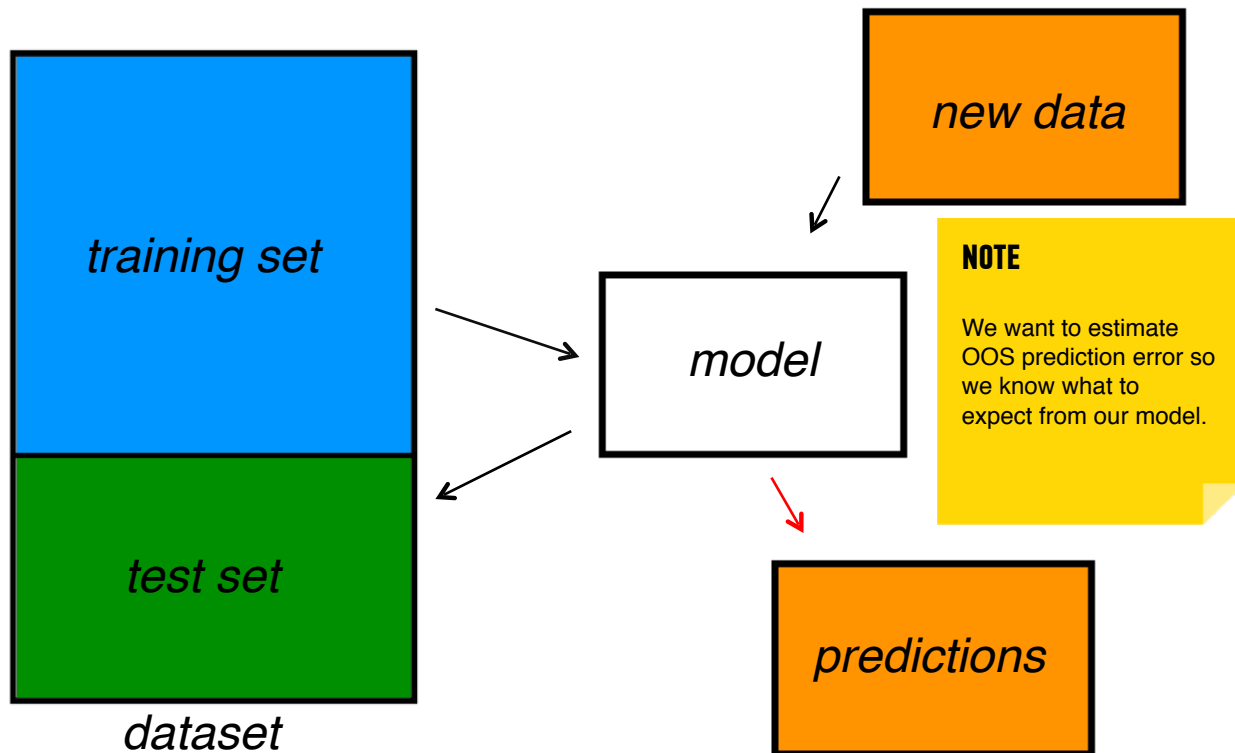 new data
training set
NOTE
We want to estimate
OOS prediction error so
we know what to
expect from our model.
model
test set
predictions
dataset